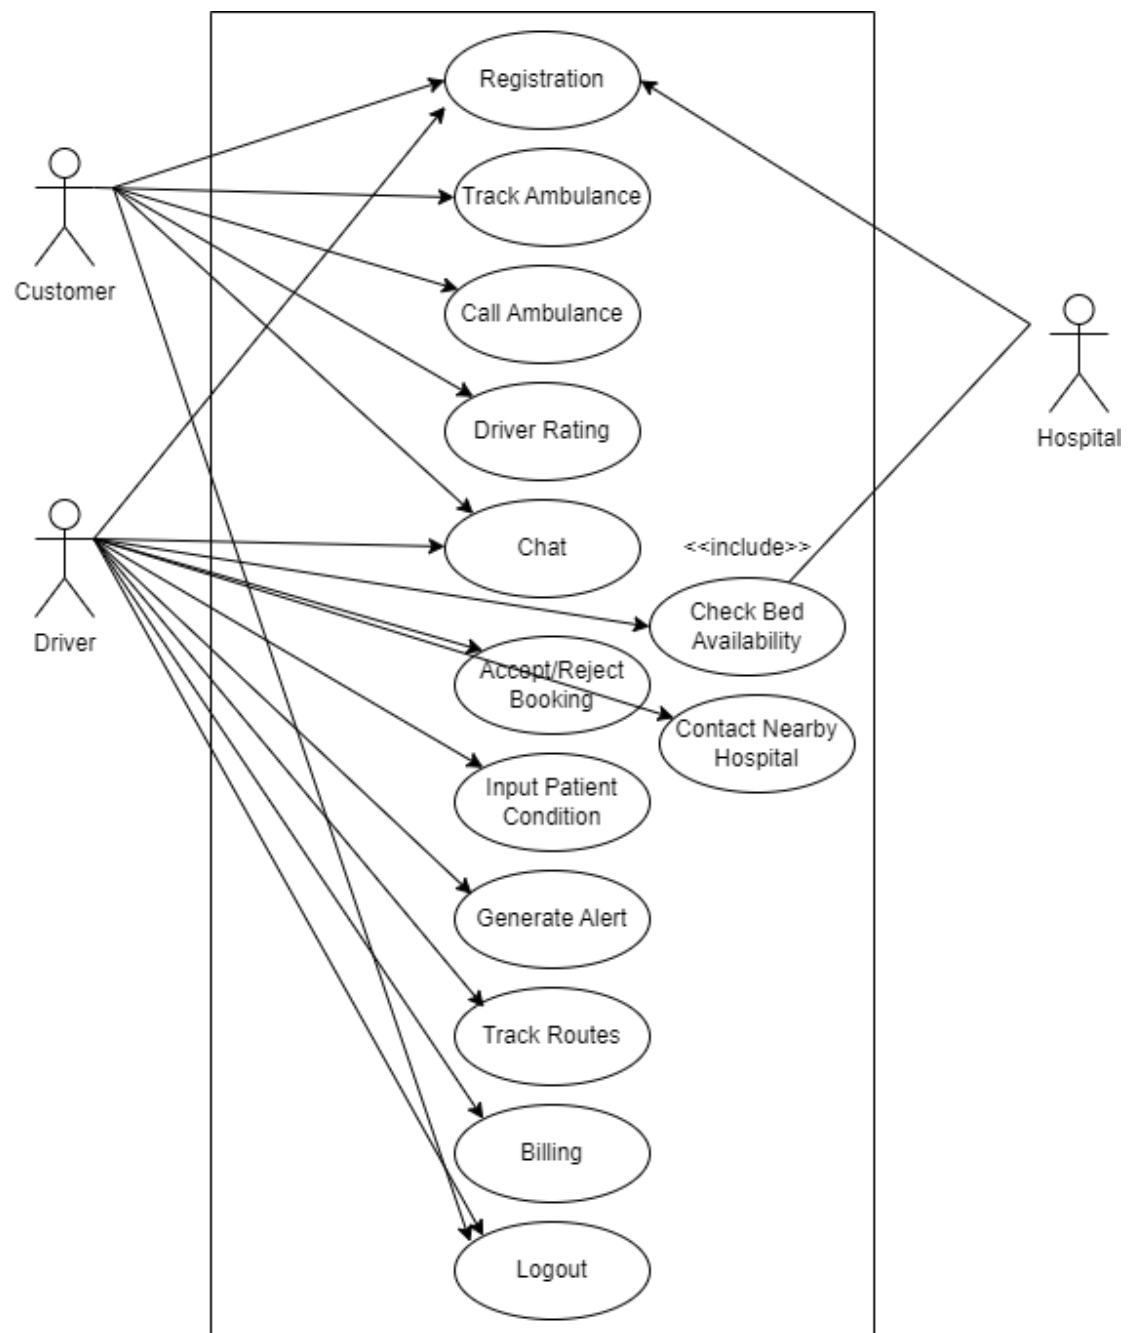 Registration
Track Ambulance
Customer
Call Ambulance
Driver Rating
Hospital
Chat
<<include>>
Check Bed
Availability
Driver
Accept/Reject
Booking
Contact Nearby
Hospital
Input Patient
Condition
Generate Alert
Track Routes
Billing
Logout